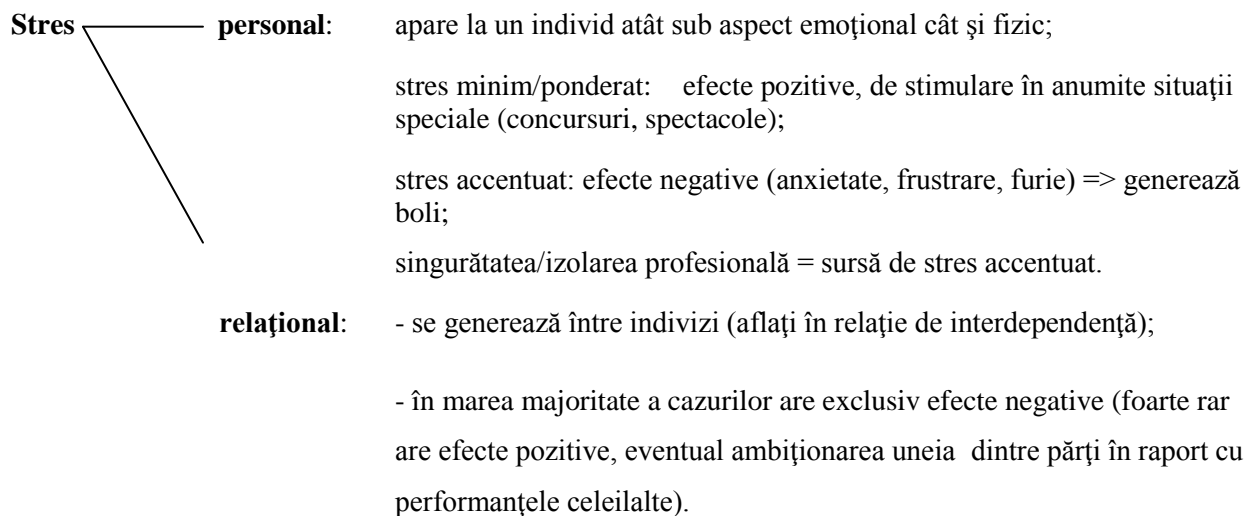 Stres personal: apare la un individ atât sub aspect emoţional cât şi fizic;
stres minim/ponderat: efecte pozitive, de stimulare în anumite situaţii
speciale (concursuri, spectacole);
stres accentuat: efecte negative (anxietate, frustrare, furie) => generează
boli;
singurătatea/izolarea profesională = sursă de stres accentuat.
relaţional: - se generează între indivizi (aflaţi în relaţie de interdependenţă);
- în marea majoritate a cazurilor are exclusiv efecte negative (foarte rar
are efecte pozitive, eventual ambiţionarea uneia dintre părţi în raport cu
performanţele celeilalte).